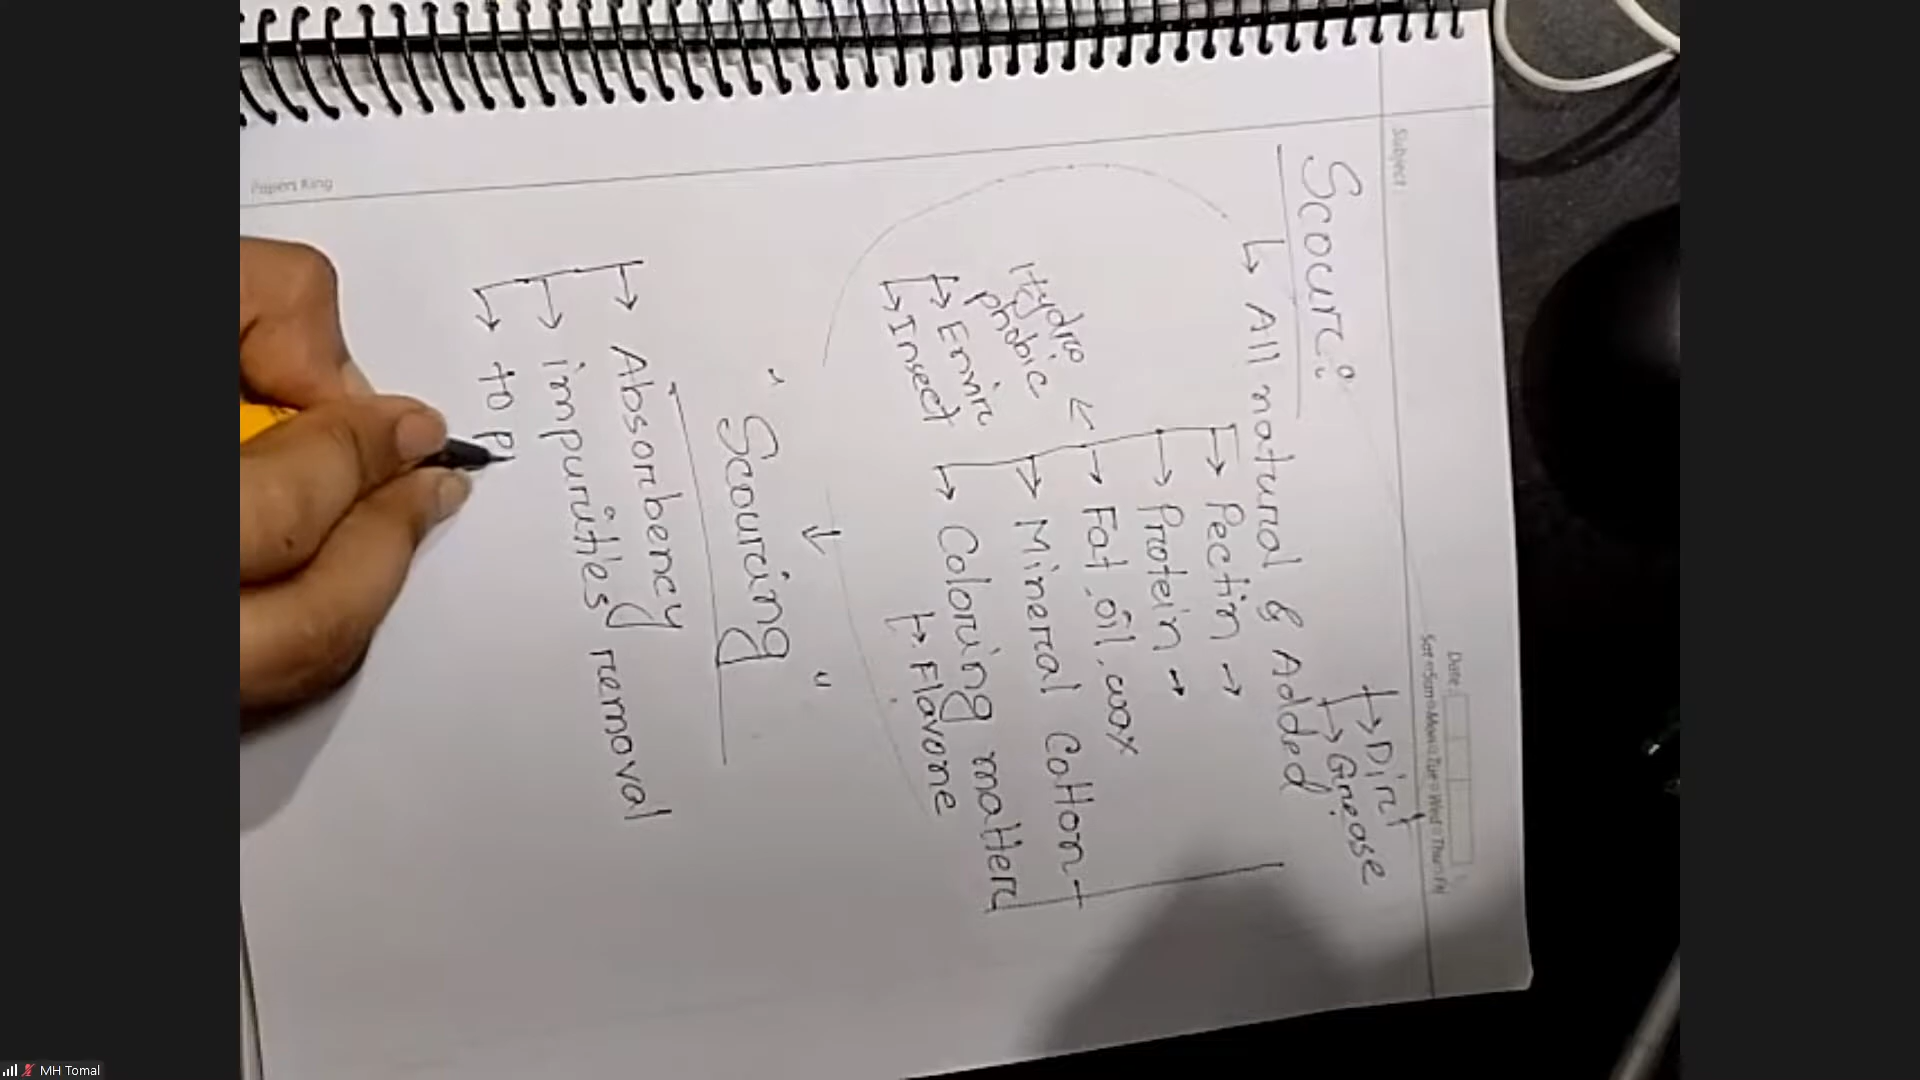 Subject
Date
Sat Sun Mon Tue Wed Thu Fri
Scour:
↳ All natural & Added
→ Dirt
→ Grease
→ Pectin →
→ Protein →
→ Fat, oil, wax
Hydro
phobic ←
→ Mineral Cotton
→ Coloring matter
→ Flavone
→ Envir
→ Insect
↓
" Scouring "
→ Absorbency
→ impurities removal
→ to P
Papers King
MH Tomal